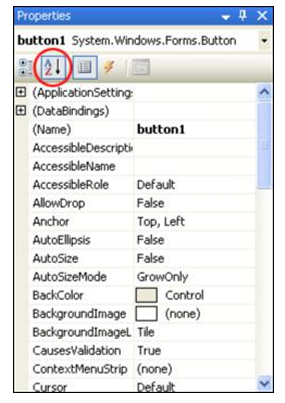 Properties
button1 System.Windows.Forms.Button
A Z
(ApplicationSetting:
(DataBindings)
(Name) button1
AccessibleDescripti
AccessibleName
AccessibleRole Default
AllowDrop False
Anchor Top, Left
AutoEllipsis False
AutoSize False
AutoSizeMode GrowOnly
BackColor Control
BackgroundImage (none)
BackgroundImageL Tile
CausesValidation True
ContextMenuStrip (none)
Cursor Default